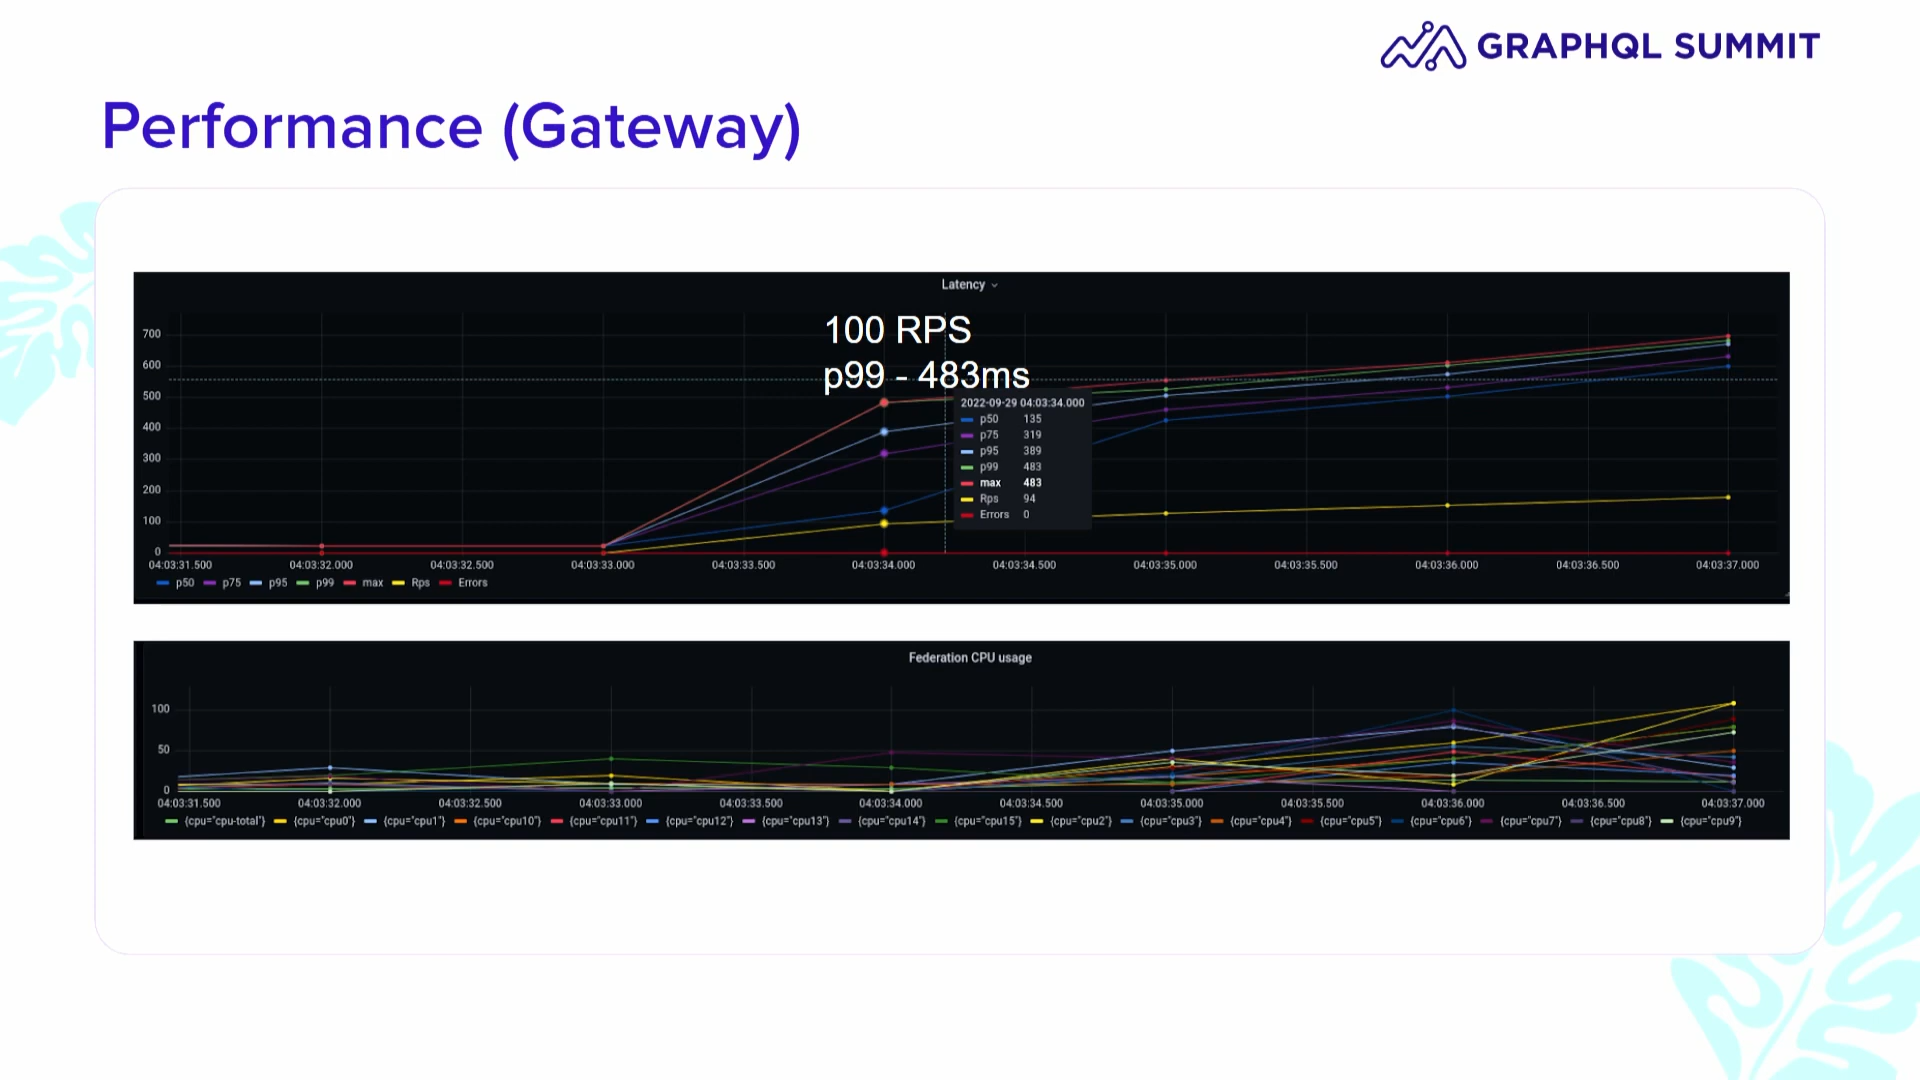 GRAPHQL SUMMIT
Performance (Gateway)
Latency
100 RPS
p99 - 483ms
700
600
500
400
300
200
100
0
2022-09-29 04:03:34.000
p50 135
p75 319
p95 389
p99 483
max 483
Rps 94
Errors 0
04:03:31.500 04:03:32.000 04:03:32.500 04:03:33.000 04:03:33.500 04:03:34.000 04:03:34.500 04:03:35.000 04:03:35.500 04:03:36.000 04:03:36.500 04:03:37.000
p50 p75 p95 p99 max Rps Errors
Federation CPU usage
100
50
0
04:03:31.500 04:03:32.000 04:03:32.500 04:03:33.000 04:03:33.500 04:03:34.000 04:03:34.500 04:03:35.000 04:03:35.500 04:03:36.000 04:03:36.500 04:03:37.000
{cpu="cpu-total"} {cpu="cpu0"} {cpu="cpu1"} {cpu="cpu10"} {cpu="cpu11"} {cpu="cpu12"} {cpu="cpu13"} {cpu="cpu14"} {cpu="cpu15"} {cpu="cpu2"} {cpu="cpu3"} {cpu="cpu4"} {cpu="cpu5"} {cpu="cpu6"} {cpu="cpu7"} {cpu="cpu8"} {cpu="cpu9"}